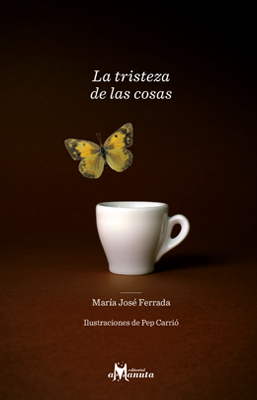 La tristeza
de las cosas
María José Ferrada
Ilustraciones de Pep Carrió
editorial
amanuta